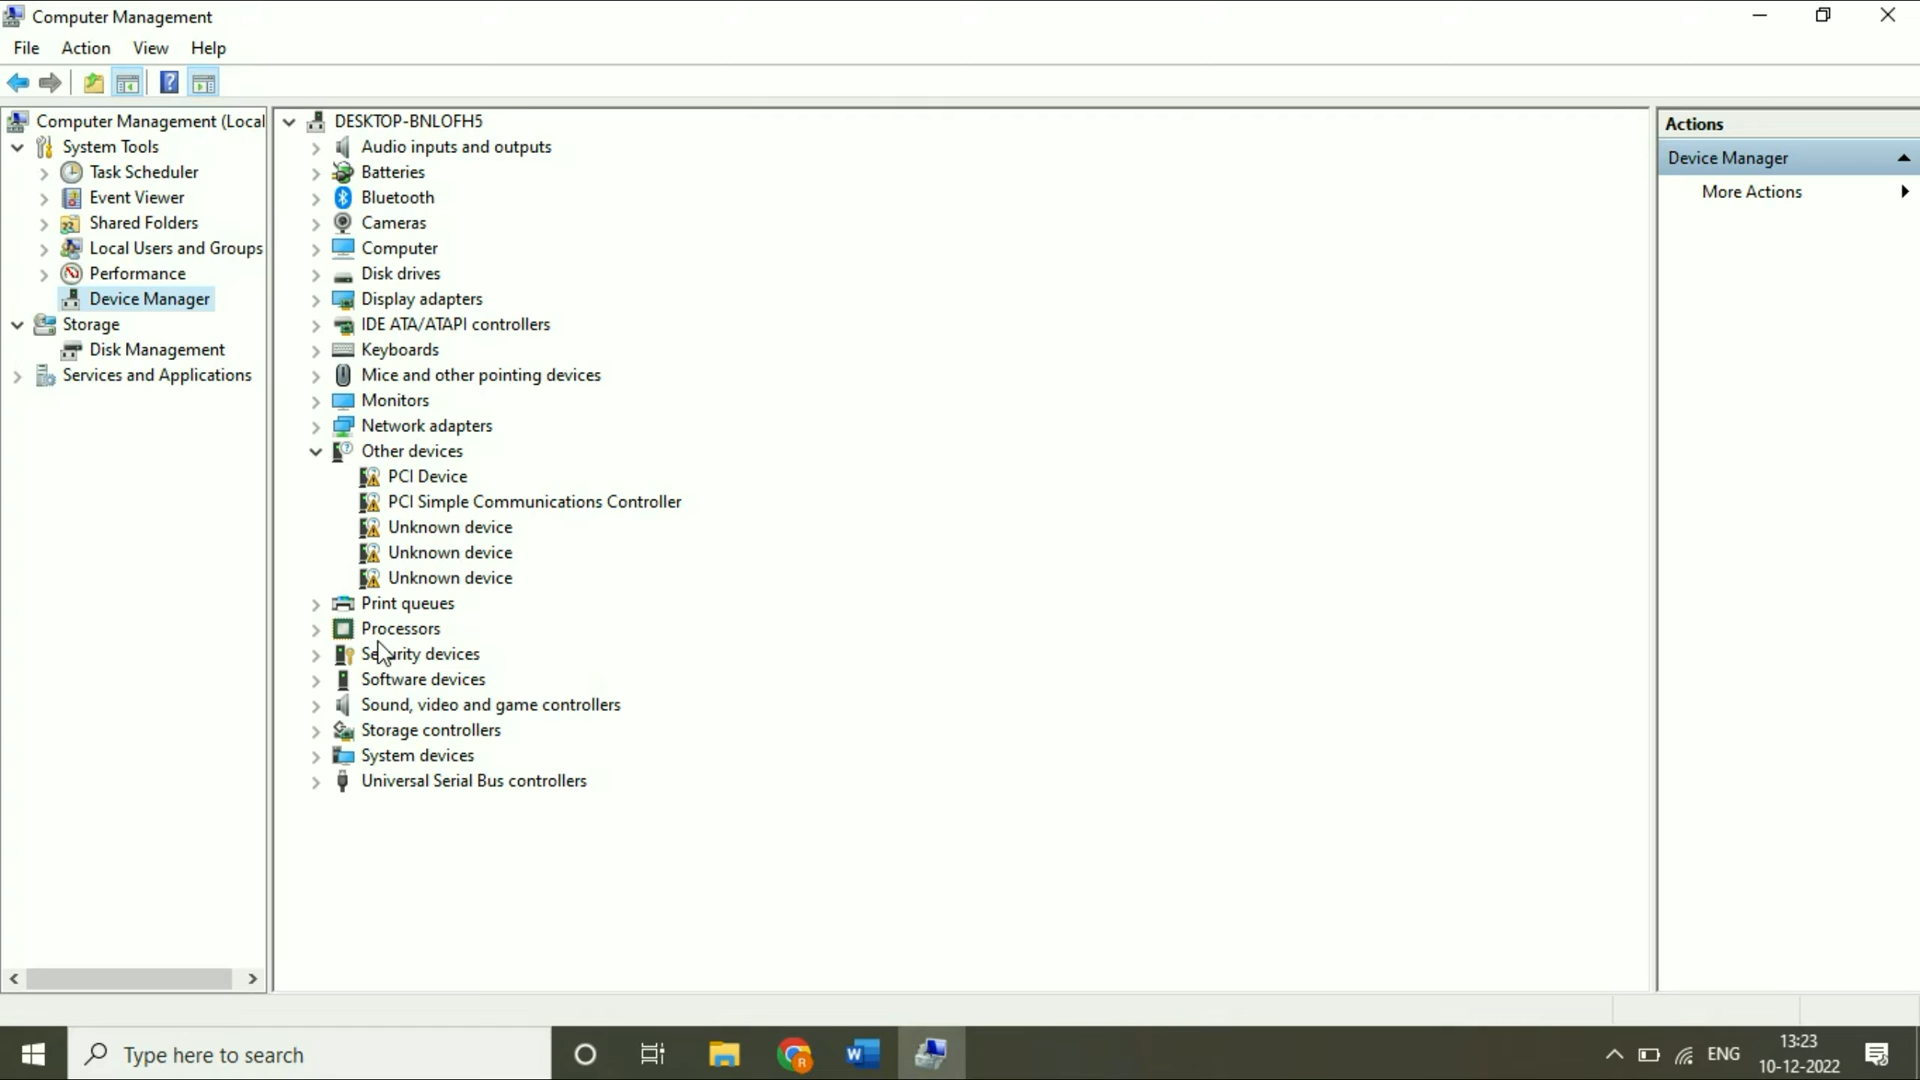 Computer Management
File Action View Help
Computer Management (Local
System Tools
Task Scheduler
Event Viewer
Shared Folders
Local Users and Groups
Performance
Device Manager
Storage
Disk Management
Services and Applications
DESKTOP-BNLOFH5
Audio inputs and outputs
Batteries
Bluetooth
Cameras
Computer
Disk drives
Display adapters
IDE ATA/ATAPI controllers
Keyboards
Mice and other pointing devices
Monitors
Network adapters
Other devices
PCI Device
PCI Simple Communications Controller
Unknown device
Unknown device
Unknown device
Print queues
Processors
Security devices
Software devices
Sound, video and game controllers
Storage controllers
System devices
Universal Serial Bus controllers
Actions
Device Manager
More Actions
Type here to search
ENG
13:23
10-12-2022